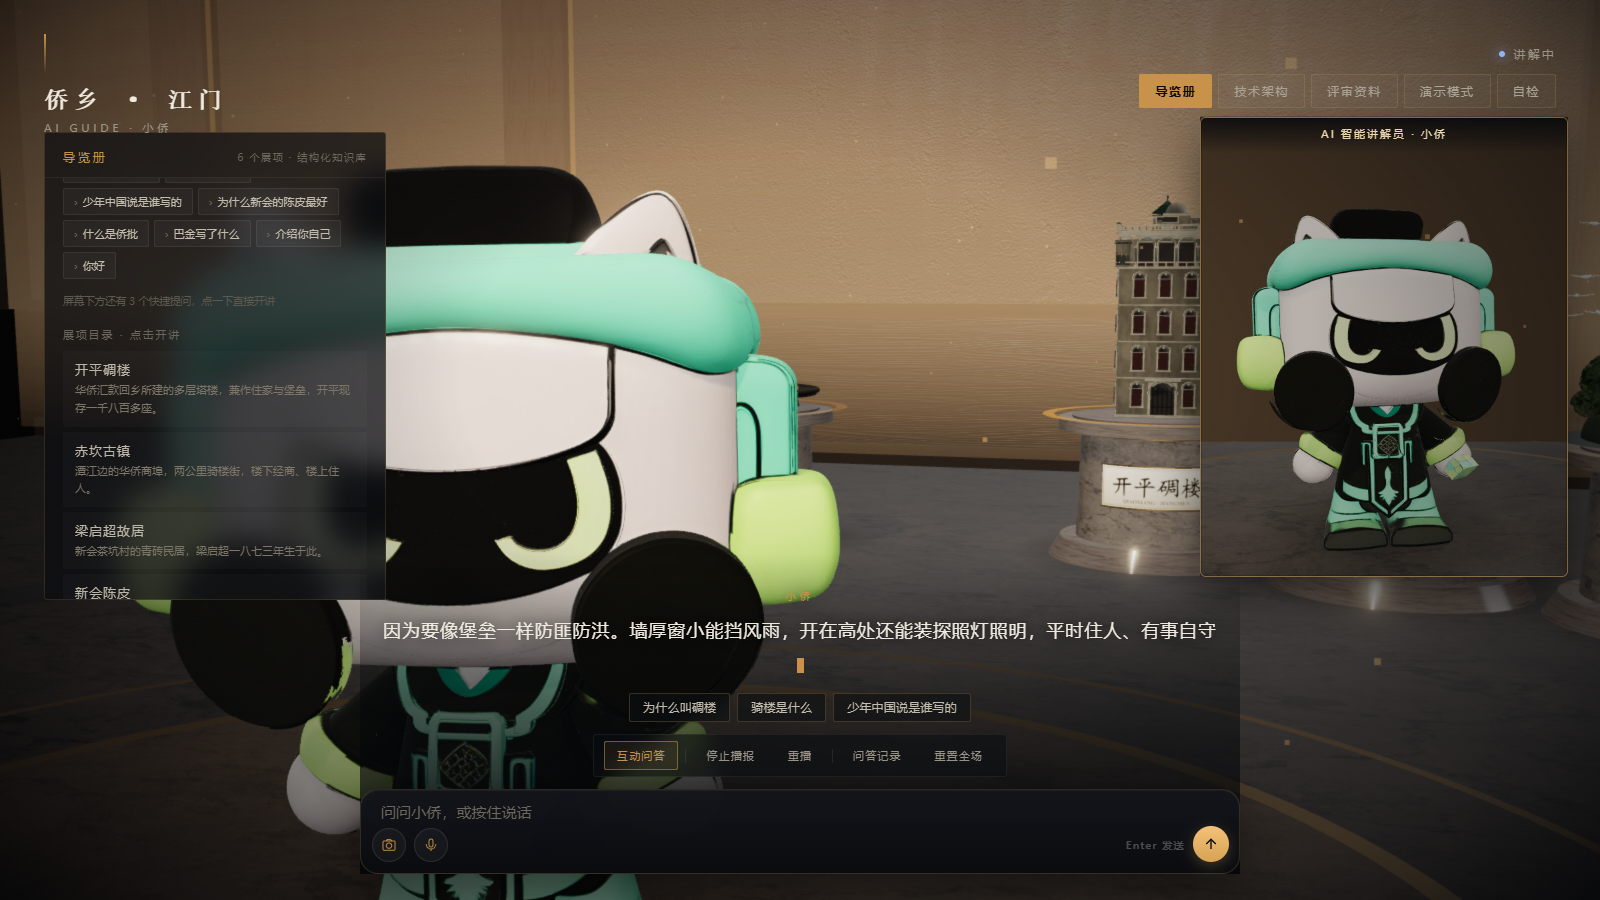 侨乡 · 江门
AI GUIDE · 小侨
讲解中
导览册
技术架构
评审资料
演示模式
自检
导览册
6 个展项 · 结构化知识库
› 少年中国说是谁写的
› 为什么新会的陈皮最好
› 什么是侨批
› 巴金写了什么
› 介绍你自己
› 你好
屏幕下方还有 3 个快捷提问，点一下直接开讲
展项目录 · 点击开讲
开平碉楼
华侨汇款回乡所建的多层塔楼，兼作住家与堡垒，开平现
存一千八百多座。
赤坎古镇
潭江边的华侨商埠，两公里骑楼街，楼下经商、楼上住
人。
梁启超故居
新会茶坑村的青砖民居，梁启超一八七三年生于此。
新会陈皮
AI 智能讲解员 · 小侨
开平碉楼
小侨
因为要像堡垒一样防匪防洪。墙厚窗小能挡风雨，开在高处还能装探照灯照明，平时住人、有事自守
为什么叫碉楼
骑楼是什么
少年中国说是谁写的
互动问答
停止播报
重播
问答记录
重置全场
问问小侨，或按住说话
Enter 发送